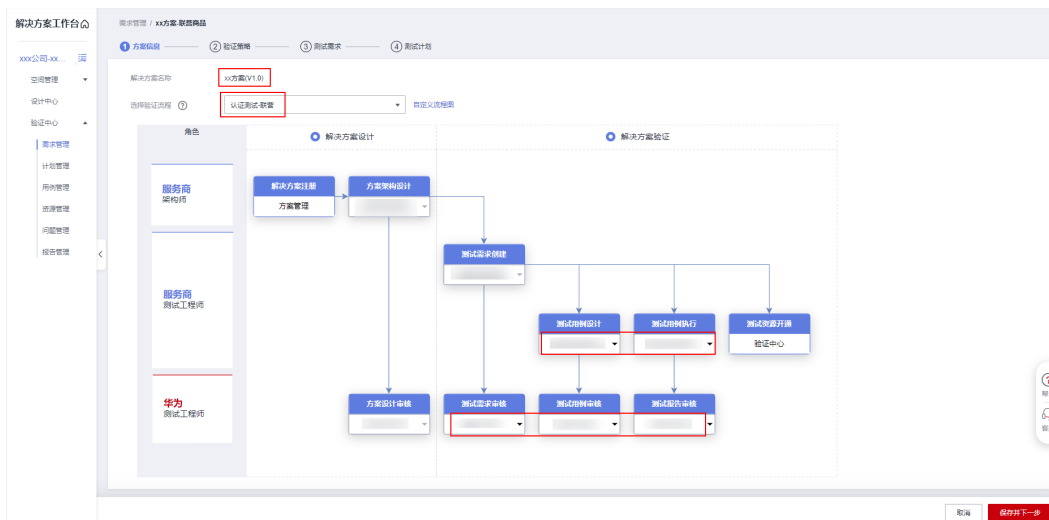 解决方案工作台
需求管理 / xx方案-联营商品
xxx公司-xx...
空间管理
设计中心
验证中心
需求管理
计划管理
用例管理
资源管理
问题管理
报告管理
1 方案信息
2 验证策略
3 测试需求
4 测试计划
解决方案名称
xx方案(V1.0)
选择验证流程 ?
认证测试-联营
自定义流程图
角色
解决方案设计
解决方案验证
服务商
架构师
解决方案注册
方案管理
方案架构设计
测试需求创建
服务商
测试工程师
测试用例设计
测试用例执行
测试资源开通
验证中心
华为
测试工程师
方案设计审核
测试需求审核
测试用例审核
测试报告审核
取消
保存并下一步